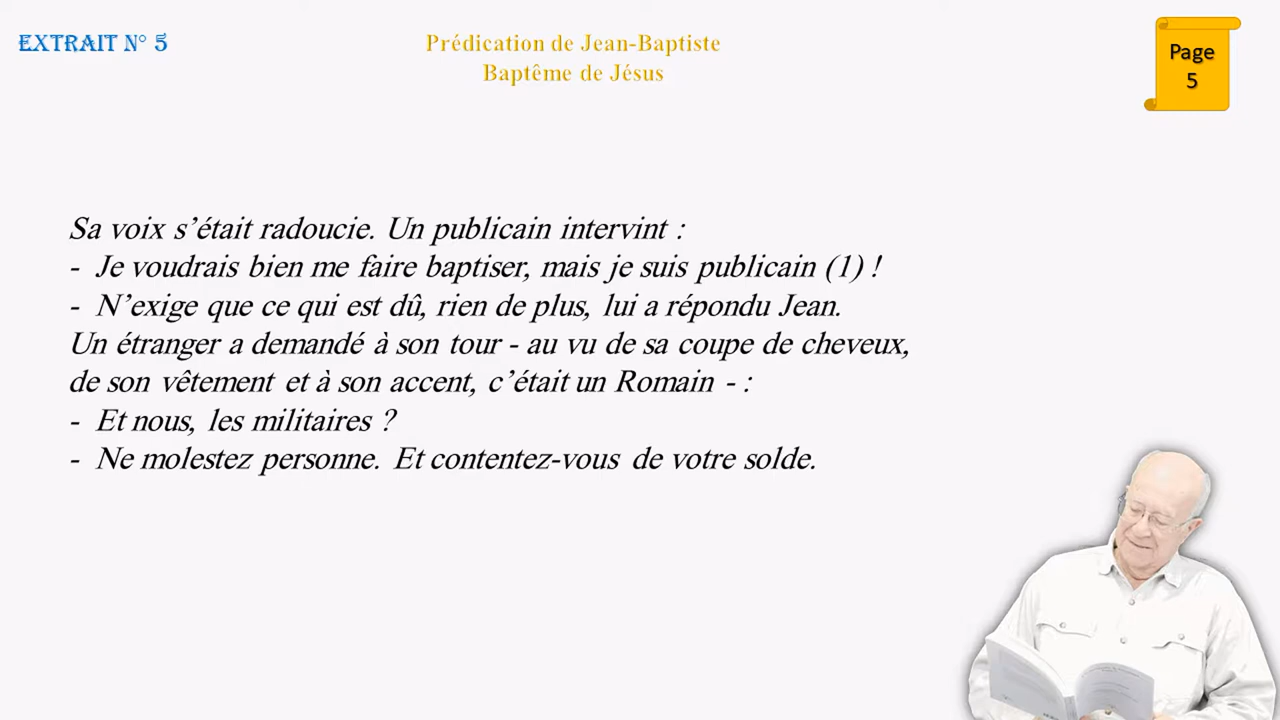 EXTRAIT N° 5
Prédication de Jean-Baptiste
Baptême de Jésus
Page
5
Sa voix s’était radoucie. Un publicain intervint :
- Je voudrais bien me faire baptiser, mais je suis publicain (1) !
- N’exige que ce qui est dû, rien de plus, lui a répondu Jean.
Un étranger a demandé à son tour - au vu de sa coupe de cheveux,
de son vêtement et à son accent, c’était un Romain - :
- Et nous, les militaires ?
- Ne molestez personne. Et contentez-vous de votre solde.